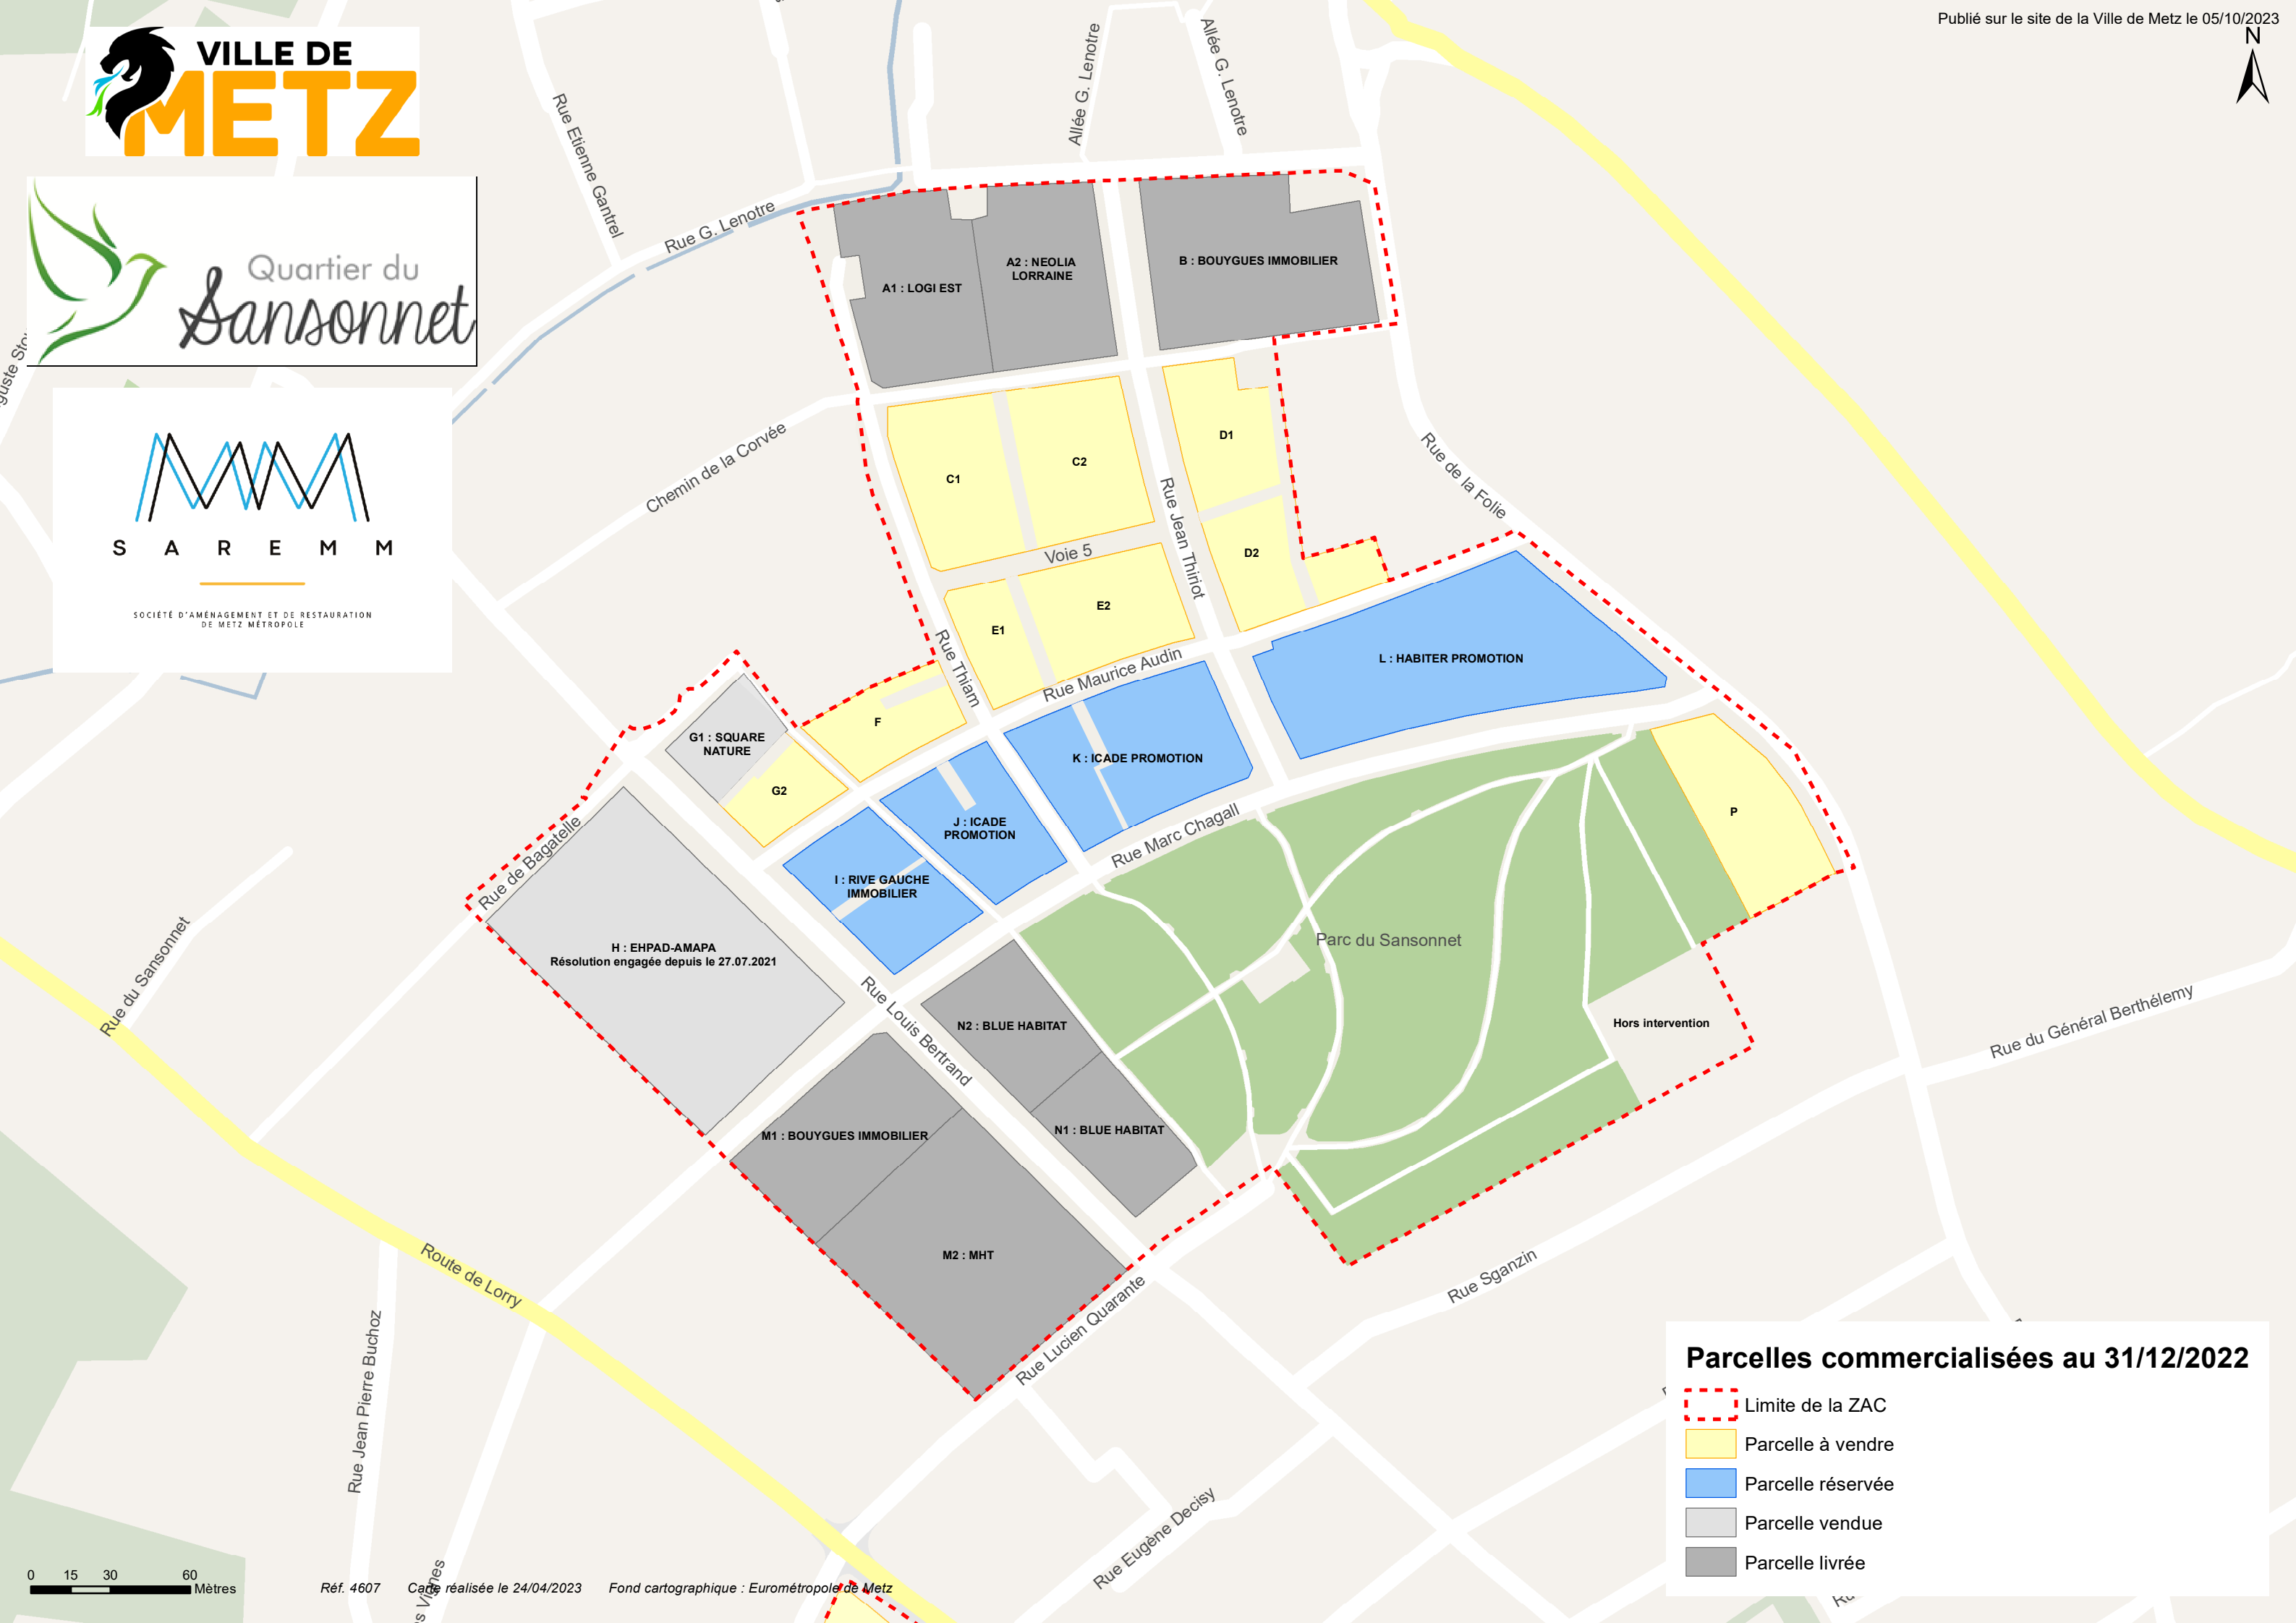 Publié sur le site de la Ville de Metz le 05/10/2023
N
VILLE DE
METZ
Quartier du
Sansonnet
SAREMM
SOCIÉTÉ D'AMÉNAGEMENT ET DE RESTAURATION
DE METZ MÉTROPOLE
Rue Etienne Gantrel
Allée G. Lenotre
Allée G. Lenotre
Rue G. Lenotre
A1 : LOGI EST
A2 : NEOLIA
LORRAINE
B : BOUYGUES IMMOBILIER
Chemin de la Corvée
C1
C2
D1
D2
Rue Jean Thiriot
Rue de la Folie
Voie 5
E1
E2
Rue Thiam
Rue Maurice Audin
L : HABITER PROMOTION
G1 : SQUARE
NATURE
F
G2
K : ICADE PROMOTION
J : ICADE
PROMOTION
I : RIVE GAUCHE
IMMOBILIER
Rue Marc Chagall
P
Rue de Bagatelle
Rue du Sansonnet
H : EHPAD-AMAPA
Résolution engagée depuis le 27.07.2021
Parc du Sansonnet
Rue Louis Bertrand
N2 : BLUE HABITAT
Hors intervention
Rue du Général Berthélemy
M1 : BOUYGUES IMMOBILIER
N1 : BLUE HABITAT
M2 : MHT
Route de Lorry
Rue Jean Pierre Buchoz
Rue Lucien Quarante
Rue Sganzin
Rue Eugène Decisy
Parcelles commercialisées au 31/12/2022
Limite de la ZAC
Parcelle à vendre
Parcelle réservée
Parcelle vendue
Parcelle livrée
0 15 30 60
Mètres
Réf. 4607 Carte réalisée le 24/04/2023 Fond cartographique : Eurométropole de Metz